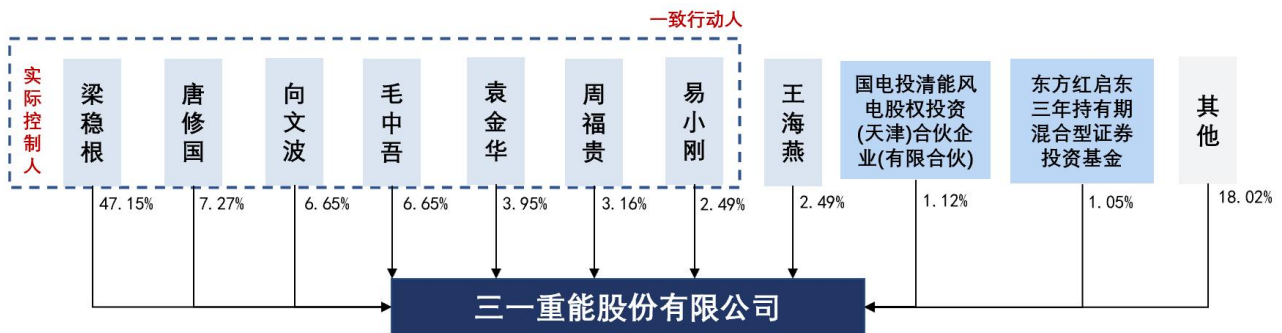 一致行动人
实际控制人
梁稳根
唐修国
向文波
毛中吾
袁金华
周福贵
易小刚
王海燕
国电投清能风
电股权投资
(天津)合伙企
业(有限合伙)
东方红启东
三年持有期
混合型证券
投资基金
其他
47.15%
7.27%
6.65%
6.65%
3.95%
3.16%
2.49%
2.49%
1.12%
1.05%
18.02%
三一重能股份有限公司